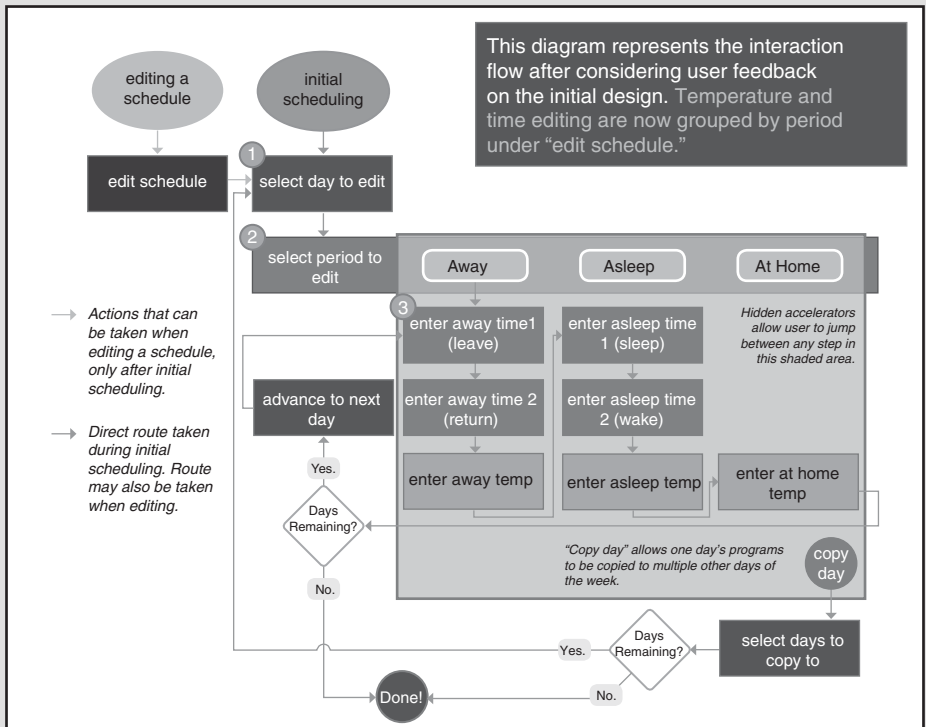 This diagram represents the interaction
flow after considering user feedback
on the initial design. Temperature and
time editing are now grouped by period
under “edit schedule.”
editing a
schedule
initial
scheduling
edit schedule
1
select day to edit
2
select period to
edit
Away
Asleep
At Home
3
enter away time1
(leave)
enter asleep time
1 (sleep)
Hidden accelerators
allow user to jump
between any step in
this shaded area.
Actions that can
be taken when
editing a schedule,
only after initial
scheduling.
advance to next
day
enter away time 2
(return)
enter asleep time
2 (wake)
Direct route taken
during initial
scheduling. Route
may also be taken
when editing.
Yes.
enter away temp
enter asleep temp
enter at home
temp
Days
Remaining?
“Copy day” allows one day’s programs
to be copied to multiple other days of
the week.
copy
day
No.
select days to
copy to
Days
Remaining?
Yes.
No.
Done!